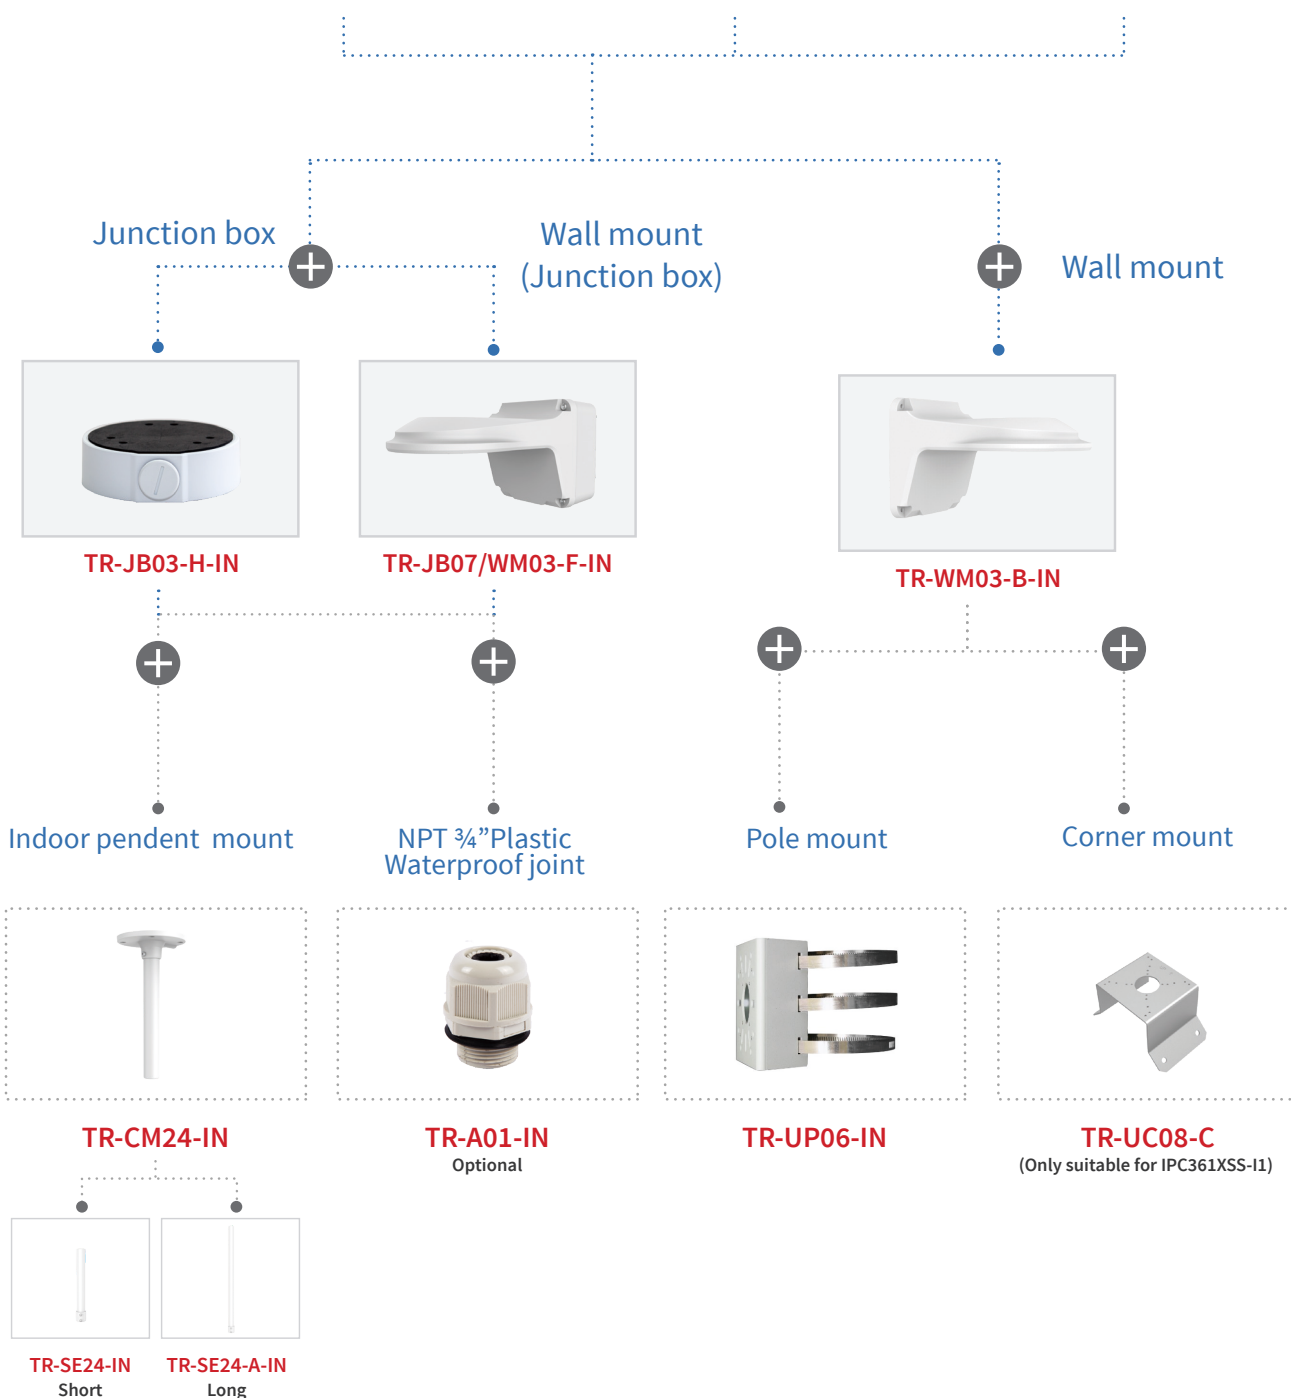 Junction box
Wall mount
(Junction box)
Wall mount
TR-JB03-H-IN
TR-JB07/WM03-F-IN
TR-WM03-B-IN
Indoor pendent mount
NPT ¾”Plastic
Waterproof joint
Pole mount
Corner mount
TR-CM24-IN
TR-A01-IN
Optional
TR-UP06-IN
TR-UC08-C
(Only suitable for IPC361XSS-I1)
TR-SE24-IN
Short
TR-SE24-A-IN
Long